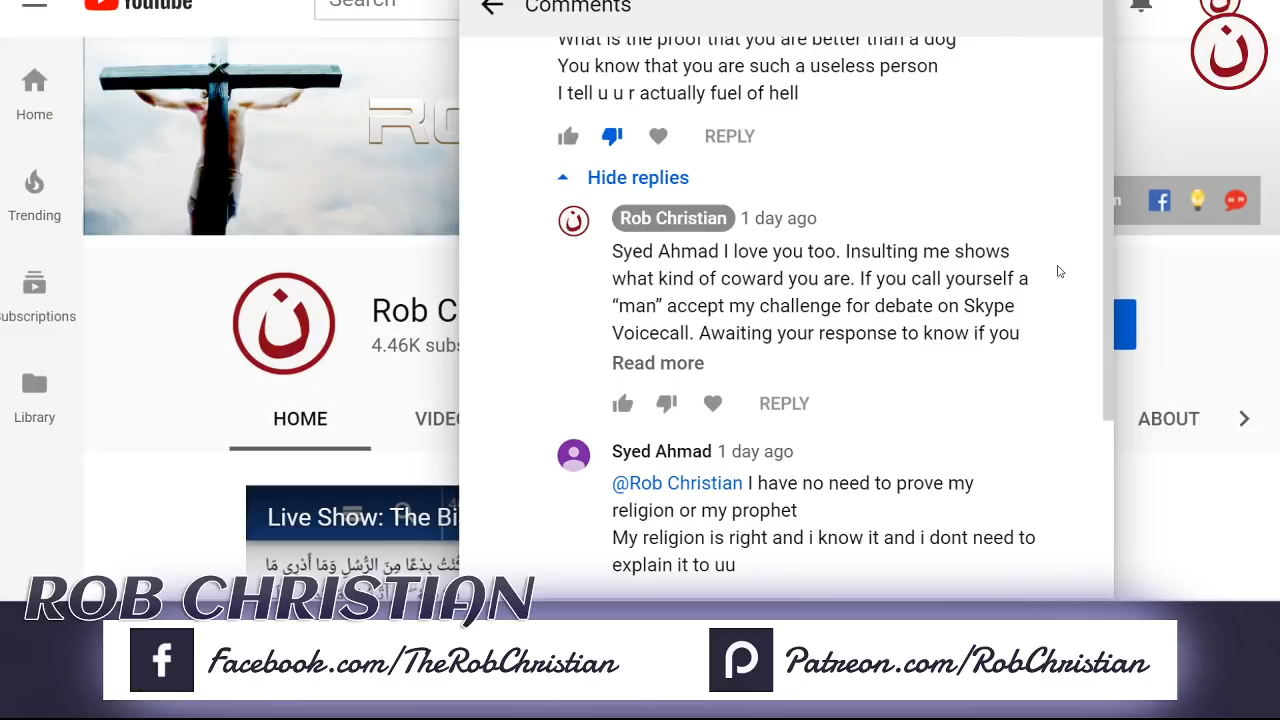 YouTube
Search
Comments
Home
Trending
Subscriptions
Library
What is the proof that you are better than a dog
You know that you are such a useless person
I tell u u r actually fuel of hell
REPLY
Hide replies
Rob Christian 1 day ago
Syed Ahmad I love you too. Insulting me shows
what kind of coward you are. If you call yourself a
“man” accept my challenge for debate on Skype
Voicecall. Awaiting your response to know if you
Read more
REPLY
Syed Ahmad 1 day ago
@Rob Christian I have no need to prove my
religion or my prophet
My religion is right and i know it and i dont need to
explain it to uu
ن
ن
Rob C
4.46K subs
HOME
VIDEO
ABOUT
Live Show: The Bi
كُنْتُ بِدْعًا مِنَ الرُّسُلِ وَمَا أَدْرِي مَا
ROB CHRISTIAN
Facebook.com/TheRobChristian
Patreon.com/RobChristian